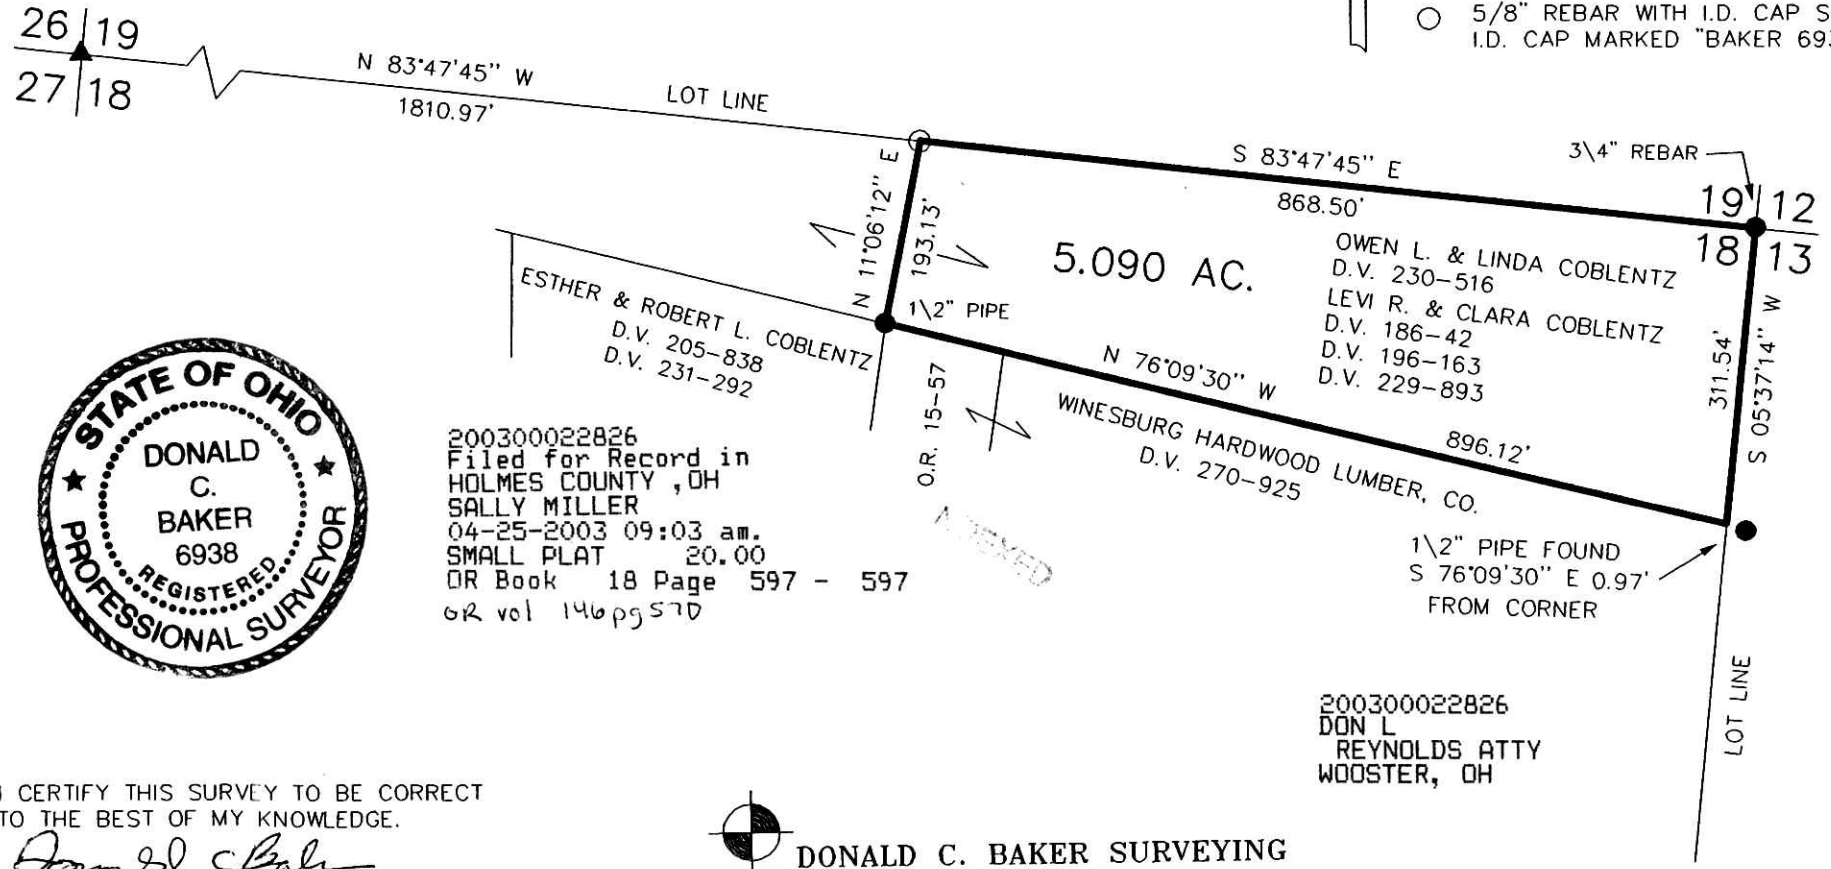 26 19
27 18
N 83°47'45" W
1810.97'
LOT LINE
5/8" REBAR WITH I.D. CAP
I.D. CAP MARKED "BAKER
S 83°47'45" E
868.50'
3\4" REBAR
19 12
18 13
N 11°06'12" E
193.13'
5.090 AC.
OWEN L. & LINDA COBLENTZ
D.V. 230-516
LEVI R. & CLARA COBLENTZ
D.V. 186-42
D.V. 196-163
D.V. 229-893
311.54'
S 05°37'14" W
1\2" PIPE
ESTHER & ROBERT L. COBLENTZ
D.V. 205-838
D.V. 231-292
N 76°09'30" W
896.12'
O.R. 15-57
WINESBURG HARDWOOD LUMBER, CO.
D.V. 270-925
1\2" PIPE FOUND
S 76°09'30" E 0.97'
FROM CORNER
LOT LINE
STATE OF OHIO
DONALD
C.
BAKER
6938
REGISTERED
PROFESSIONAL SURVEYOR
200300022826
Filed for Record in
HOLMES COUNTY ,OH
SALLY MILLER
04-25-2003 09:03 am.
SMALL PLAT 20.00
OR Book 18 Page 597 - 597
OR vol 146 pg 570
200300022826
DON L
REYNOLDS ATTY
WOOSTER, OH
CERTIFY THIS SURVEY TO BE CORRECT
TO THE BEST OF MY KNOWLEDGE.
Donald C Baker
DONALD C. BAKER SURVEYING